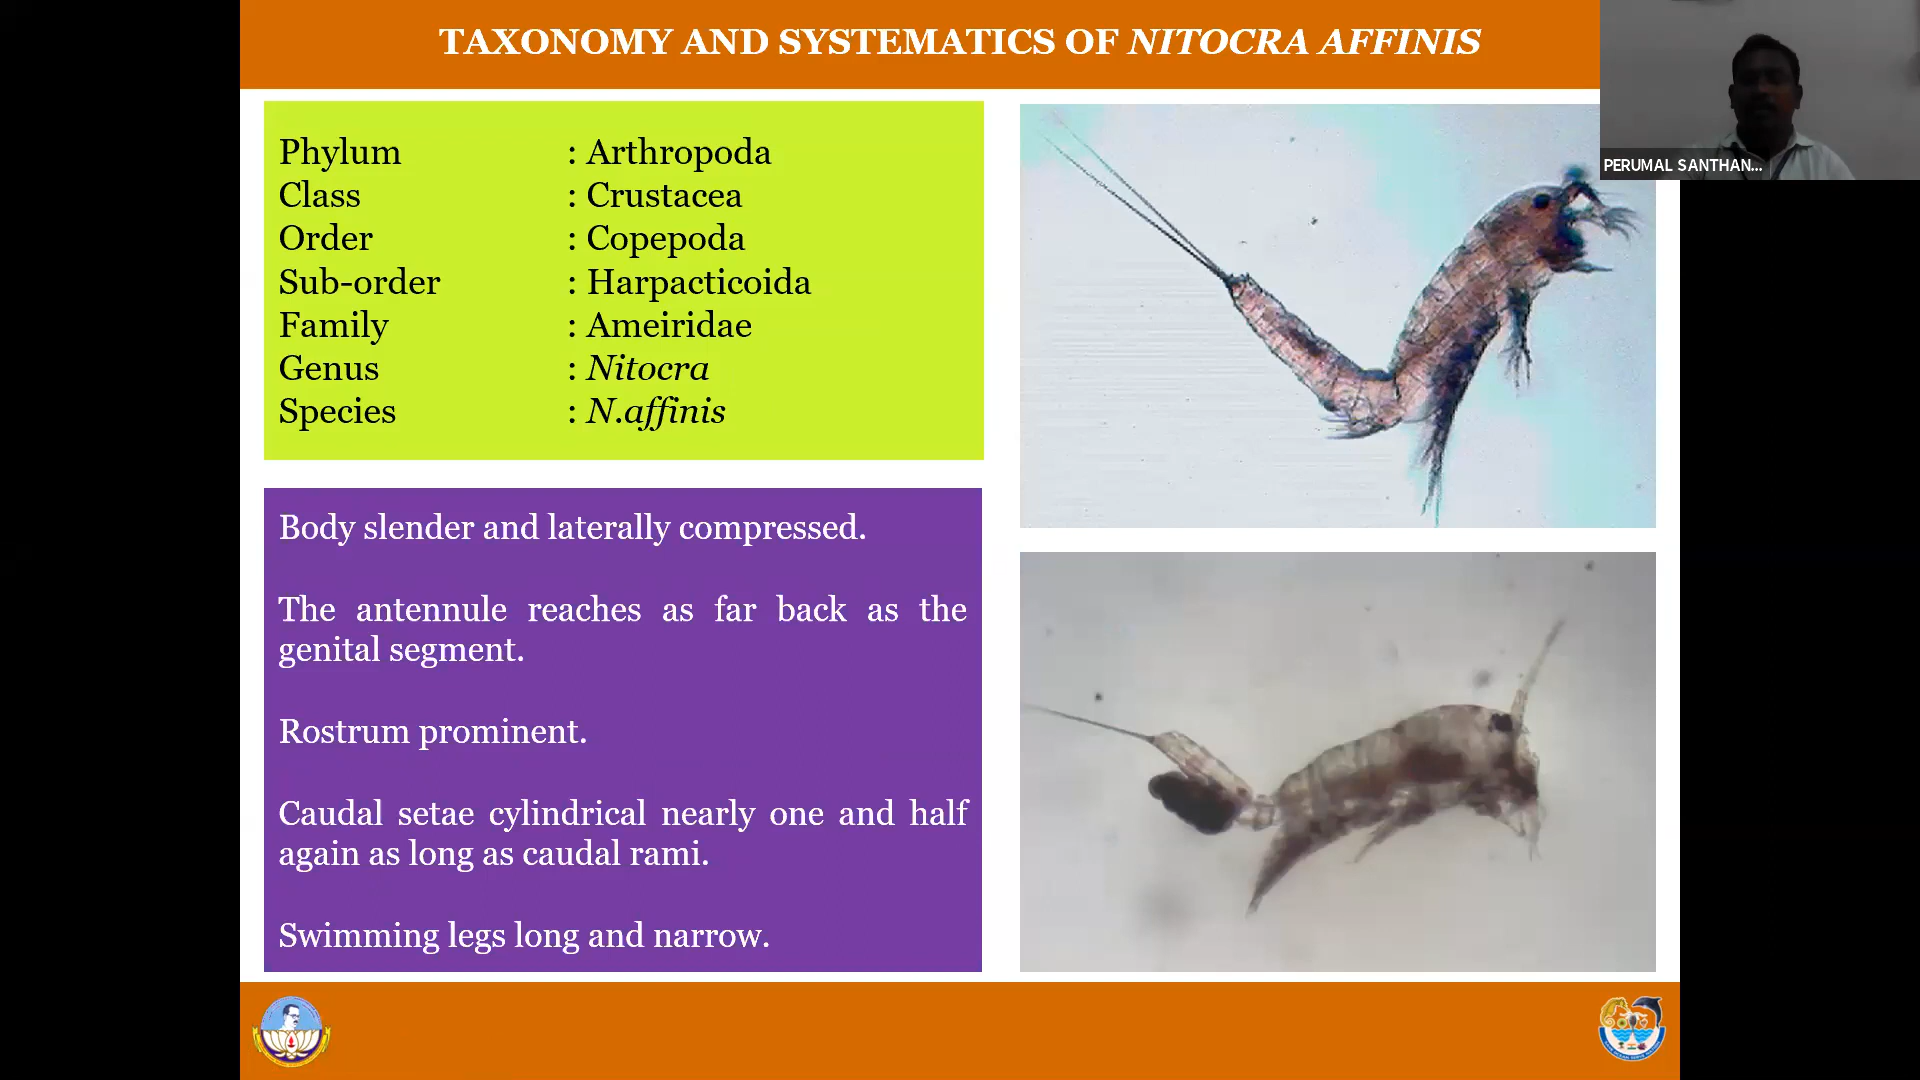 TAXONOMY AND SYSTEMATICS OF NITOCRA AFFINIS
PERUMAL SANTHAN...
Phylum : Arthropoda
Class : Crustacea
Order : Copepoda
Sub-order : Harpacticoida
Family : Ameiridae
Genus : Nitocra
Species : N.affinis
Body slender and laterally compressed.
The antennule reaches as far back as the
genital segment.
Rostrum prominent.
Caudal setae cylindrical nearly one and half
again as long as caudal rami.
Swimming legs long and narrow.